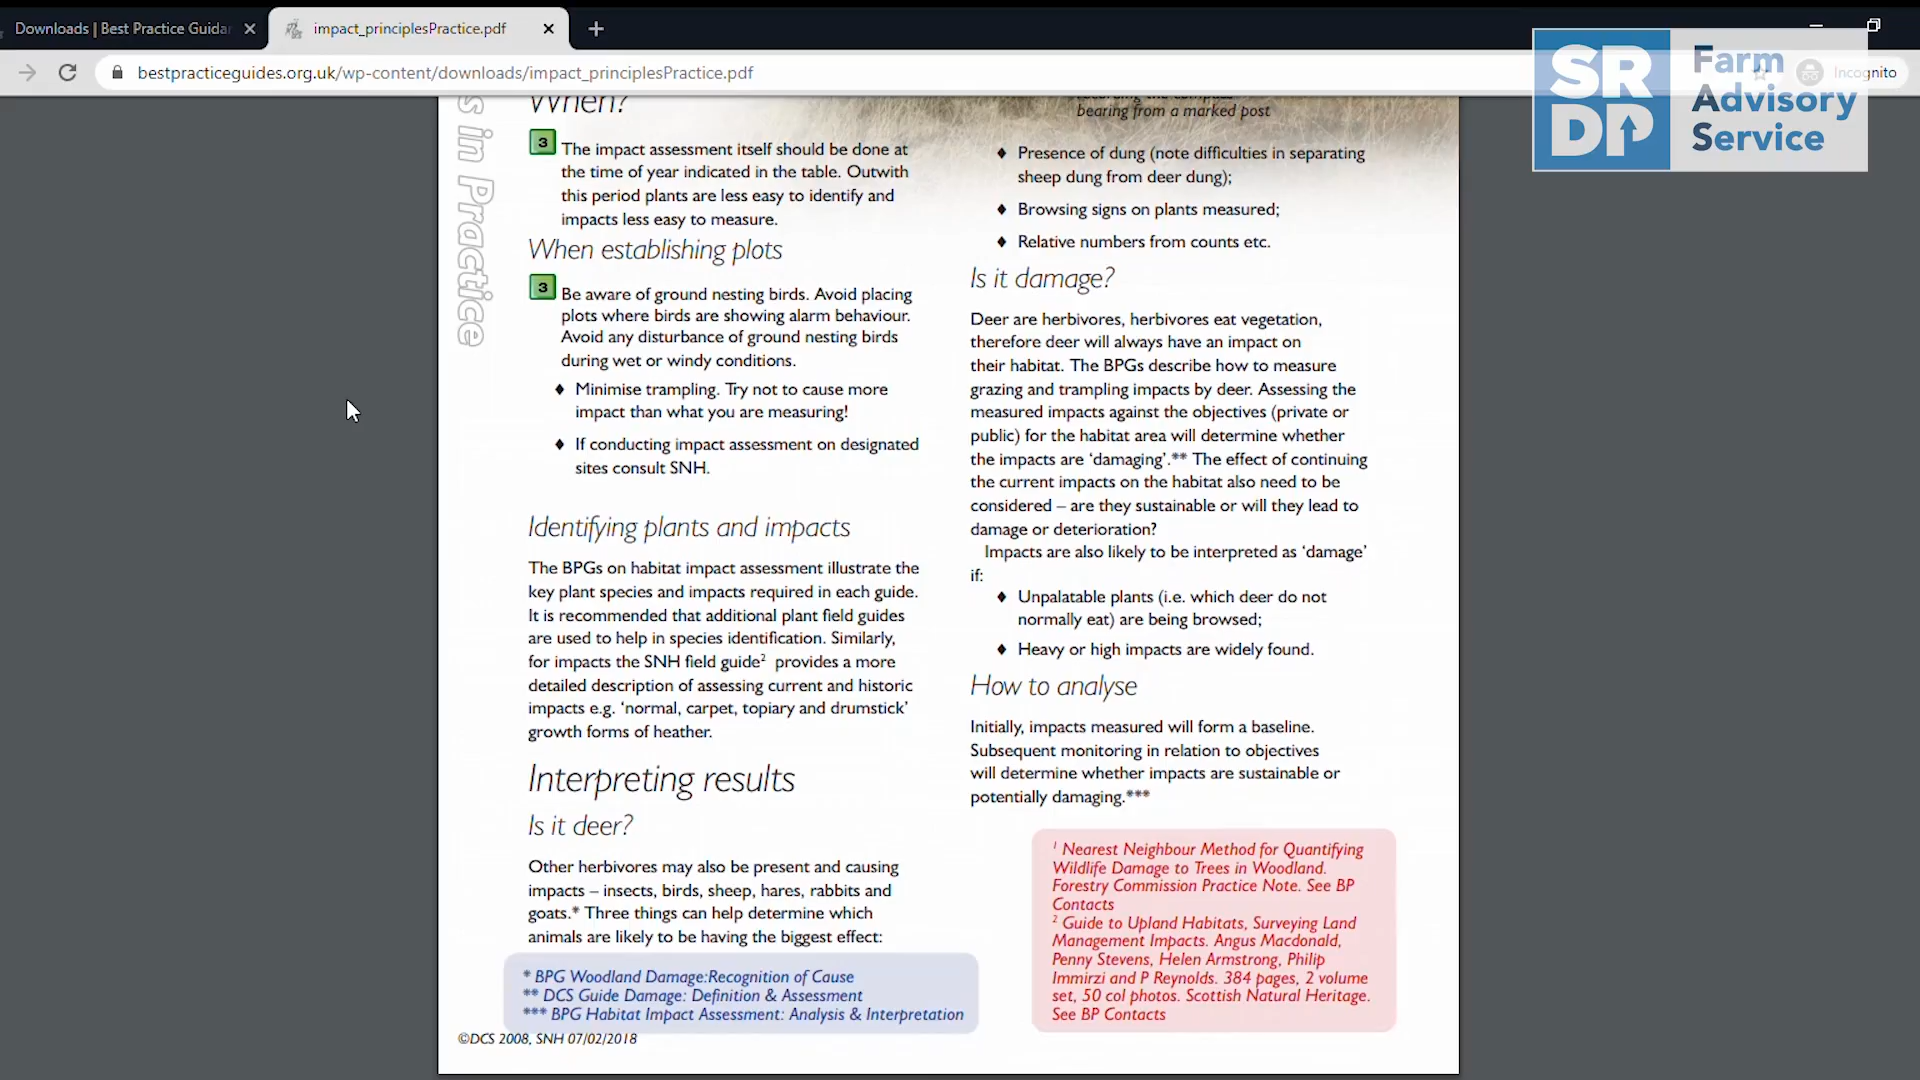 Downloads | Best Practice Guida
impact_principlesPractice.pdf
bestpracticeguides.org.uk/wp-content/downloads/impact_principlesPractice.pdf
Incognito
SR
DP
Farm
Advisory
Service
s in Practice
When?
3
The impact assessment itself should be done at
the time of year indicated in the table. Outwith
this period plants are less easy to identify and
impacts less easy to measure.
When establishing plots
3
Be aware of ground nesting birds. Avoid placing
plots where birds are showing alarm behaviour.
Avoid any disturbance of ground nesting birds
during wet or windy conditions.
♦ Minimise trampling. Try not to cause more
impact than what you are measuring!
♦ If conducting impact assessment on designated
sites consult SNH.
Identifying plants and impacts
The BPGs on habitat impact assessment illustrate the
key plant species and impacts required in each guide.
It is recommended that additional plant field guides
are used to help in species identification. Similarly,
for impacts the SNH field guide² provides a more
detailed description of assessing current and historic
impacts e.g. ‘normal, carpet, topiary and drumstick’
growth forms of heather.
Interpreting results
Is it deer?
Other herbivores may also be present and causing
impacts – insects, birds, sheep, hares, rabbits and
goats.* Three things can help determine which
animals are likely to be having the biggest effect:
* BPG Woodland Damage:Recognition of Cause
** DCS Guide Damage: Definition & Assessment
*** BPG Habitat Impact Assessment: Analysis & Interpretation
©DCS 2008, SNH 07/02/2018
bearing from a marked post
♦ Presence of dung (note difficulties in separating
sheep dung from deer dung);
♦ Browsing signs on plants measured;
♦ Relative numbers from counts etc.
Is it damage?
Deer are herbivores, herbivores eat vegetation,
therefore deer will always have an impact on
their habitat. The BPGs describe how to measure
grazing and trampling impacts by deer. Assessing the
measured impacts against the objectives (private or
public) for the habitat area will determine whether
the impacts are ‘damaging’.** The effect of continuing
the current impacts on the habitat also need to be
considered – are they sustainable or will they lead to
damage or deterioration?
Impacts are also likely to be interpreted as ‘damage’
if:
♦ Unpalatable plants (i.e. which deer do not
normally eat) are being browsed;
♦ Heavy or high impacts are widely found.
How to analyse
Initially, impacts measured will form a baseline.
Subsequent monitoring in relation to objectives
will determine whether impacts are sustainable or
potentially damaging.***
¹ Nearest Neighbour Method for Quantifying
Wildlife Damage to Trees in Woodland.
Forestry Commission Practice Note. See BP
Contacts
² Guide to Upland Habitats, Surveying Land
Management Impacts. Angus Macdonald,
Penny Stevens, Helen Armstrong, Philip
Immirzi and P Reynolds. 384 pages, 2 volume
set, 50 col photos. Scottish Natural Heritage.
See BP Contacts